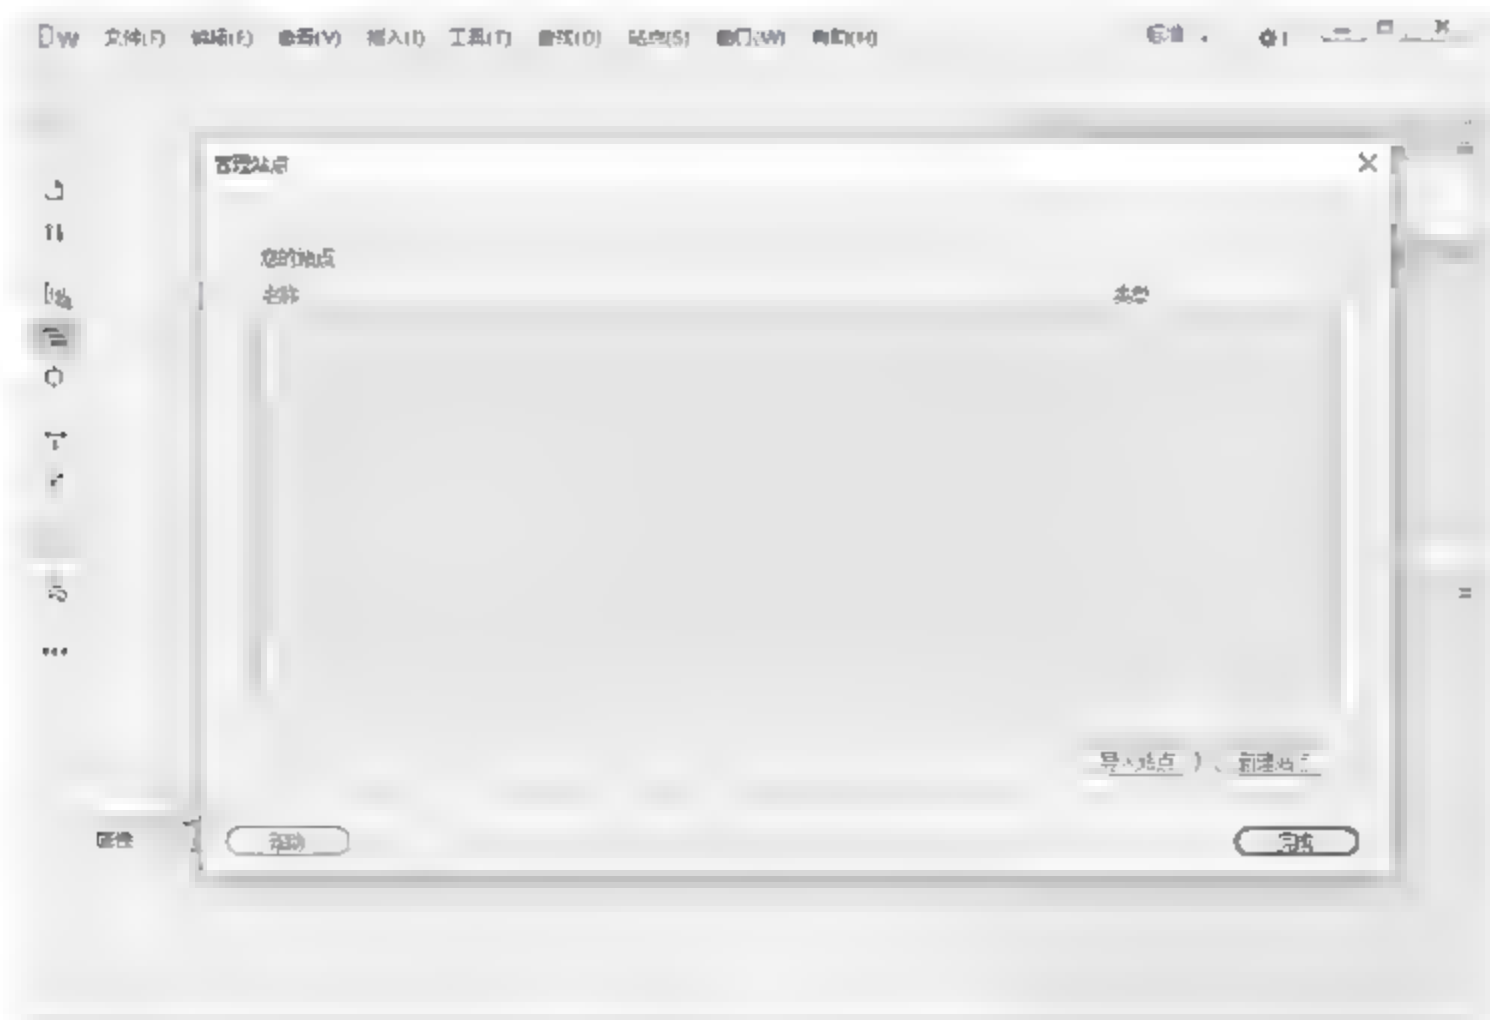 Dw 文件(F) 编辑(E) 查看(V) 插入(I) 工具(T) 查找(D) 站点(S) 窗口(W) 帮助(H) 标准
管理站点
您的站点
名称 类型
导入站点 新建站点
属性 帮助 完成